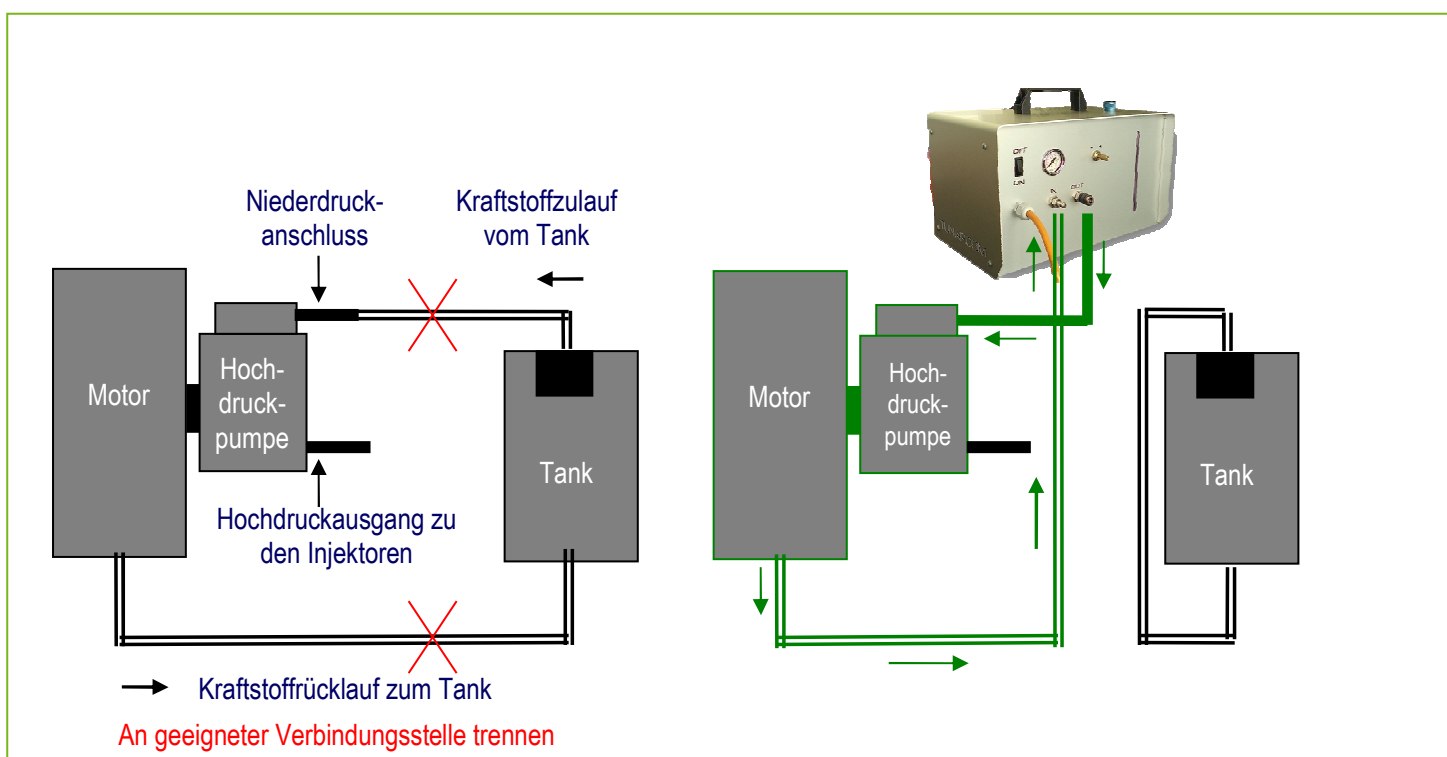 Niederdruck-
anschluss
Kraftstoffzulauf
vom Tank
Motor
Hoch-
druck-
pumpe
Tank
Hochdruckausgang zu
den Injektoren
Kraftstoffrücklauf zum Tank
An geeigneter Verbindungsstelle trennen
OFF
ON
IN
OUT
Motor
Hoch-
druck-
pumpe
Tank